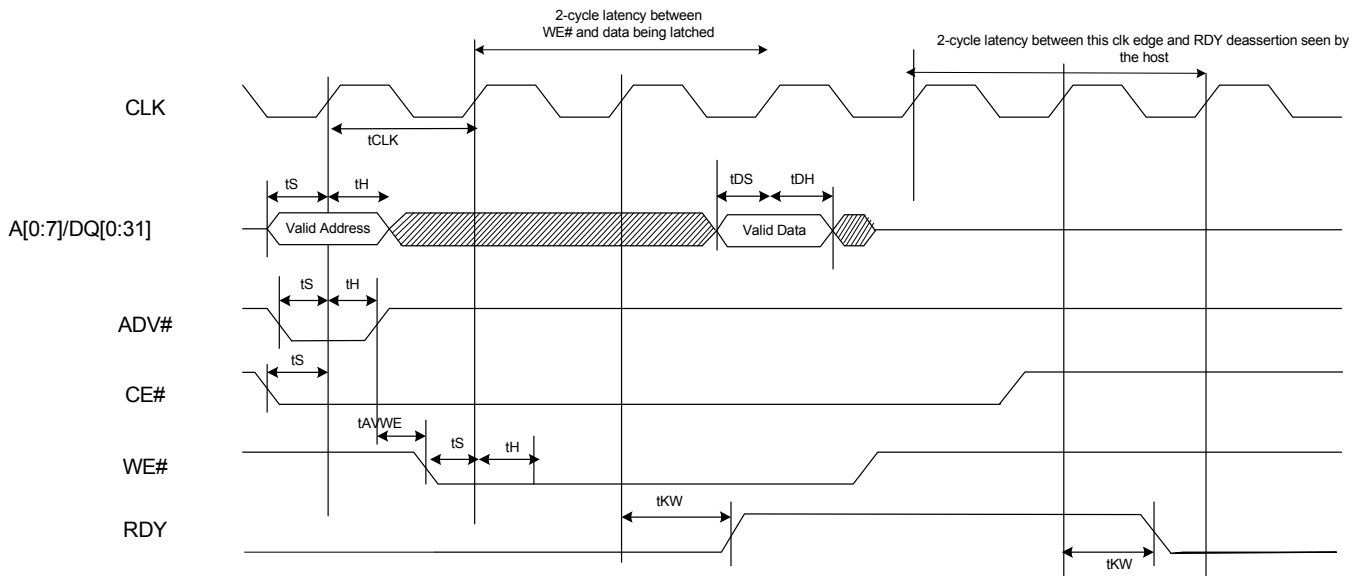 2-cycle latency between
WE# and data being latched
2-cycle latency between this clk edge and RDY deassertion seen by
the host
CLK
tCLK
tS
tH
tDS
tDH
A[0:7]/DQ[0:31]
Valid Address
Valid Data
tS
tH
ADV#
tS
CE#
tAVWE
tS
tH
WE#
tKW
RDY
tKW